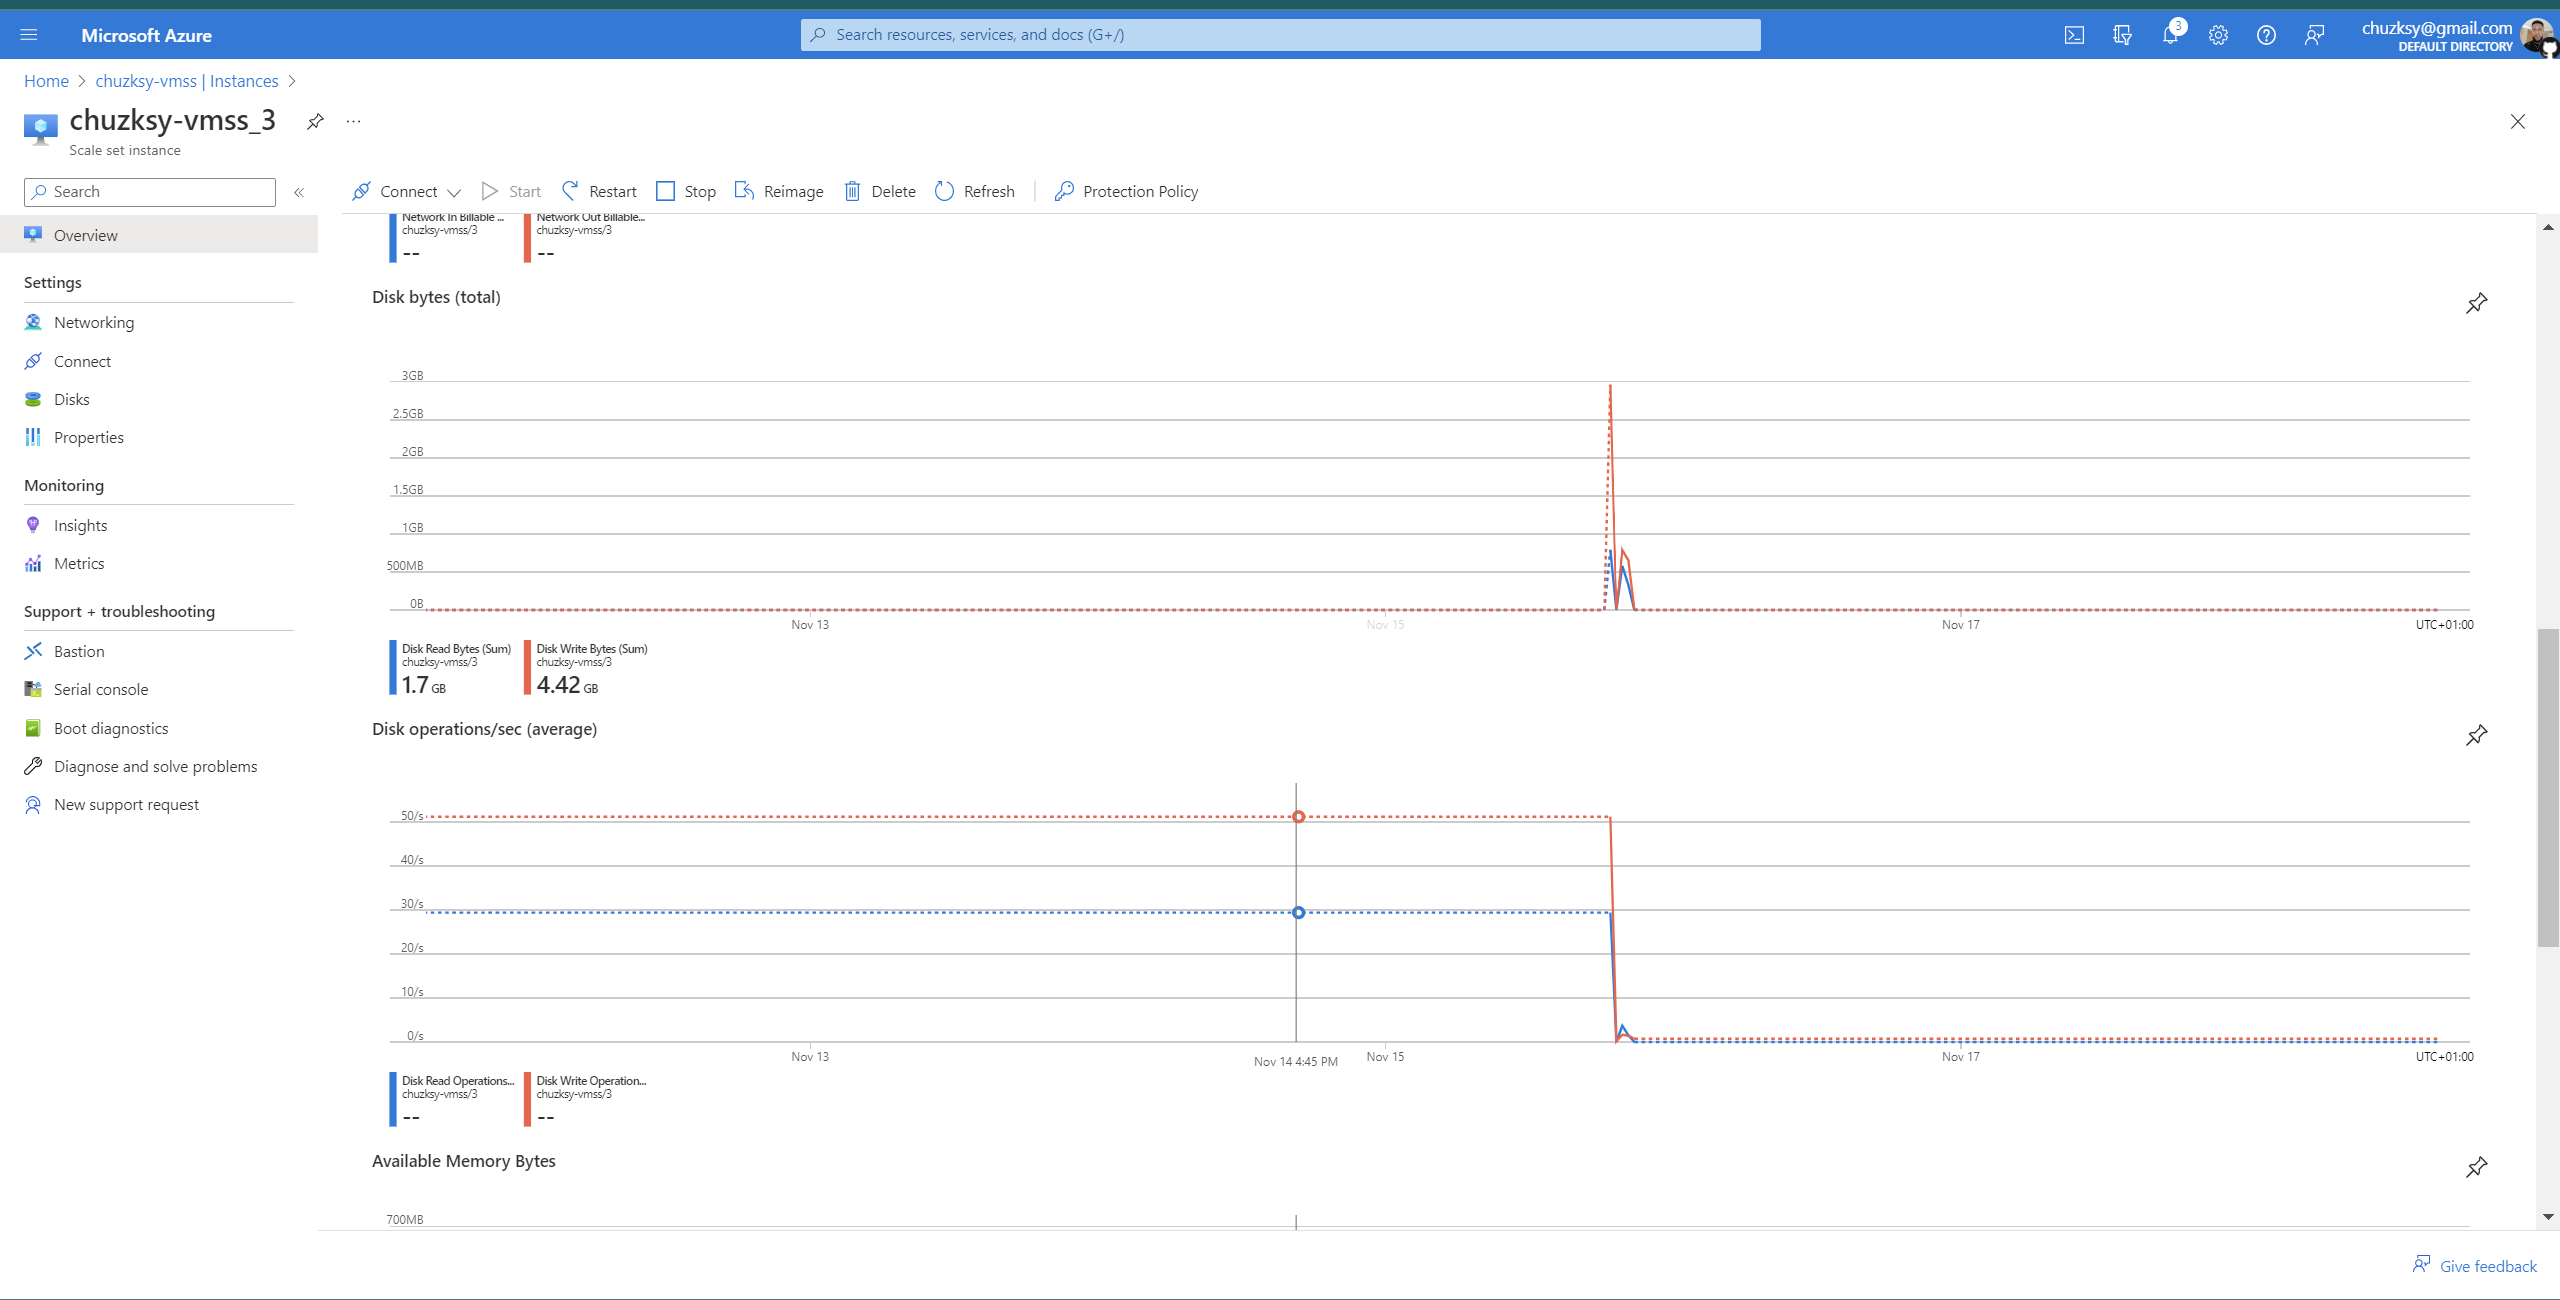 Microsoft Azure
Search resources, services, and docs (G+/)
3
chuzksy@gmail.com
DEFAULT DIRECTORY
Home > chuzksy-vmss | Instances >
chuzksy-vmss_3
...
Scale set instance
Search
«
Connect
Start
Restart
Stop
Reimage
Delete
Refresh
Protection Policy
Overview
Settings
Networking
Connect
Disks
Properties
Monitoring
Insights
Metrics
Support + troubleshooting
Bastion
Serial console
Boot diagnostics
Diagnose and solve problems
New support request
Network In Billable ...
chuzksy-vmss/3
--
Network Out Billable...
chuzksy-vmss/3
--
Disk bytes (total)
3GB
2.5GB
2GB
1.5GB
1GB
500MB
0B
Nov 13
Nov 15
Nov 17
UTC+01:00
Disk Read Bytes (Sum)
chuzksy-vmss/3
1.7 GB
Disk Write Bytes (Sum)
chuzksy-vmss/3
4.42 GB
Disk operations/sec (average)
50/s
40/s
30/s
20/s
10/s
0/s
Nov 13
Nov 14 4:45 PM
Nov 15
Nov 17
UTC+01:00
Disk Read Operations...
chuzksy-vmss/3
--
Disk Write Operation...
chuzksy-vmss/3
--
Available Memory Bytes
700MB
Give feedback